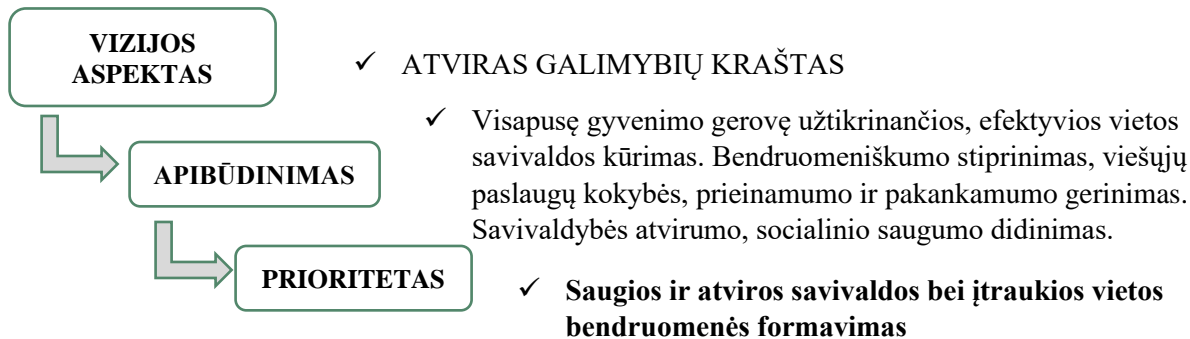 VIZIJOS
ASPEKTAS
✓ ATVIRAS GALIMYBIŲ KRAŠTAS
APIBŪDINIMAS
✓ Visapusę gyvenimo gerovę užtikrinančios, efektyvios vietos
savivaldos kūrimas. Bendruomeniškumo stiprinimas, viešųjų
paslaugų kokybės, prieinamumo ir pakankamumo gerinimas.
Savivaldybės atvirumo, socialinio saugumo didinimas.
PRIORITETAS
✓ Saugios ir atviros savivaldos bei įtraukios vietos
bendruomenės formavimas